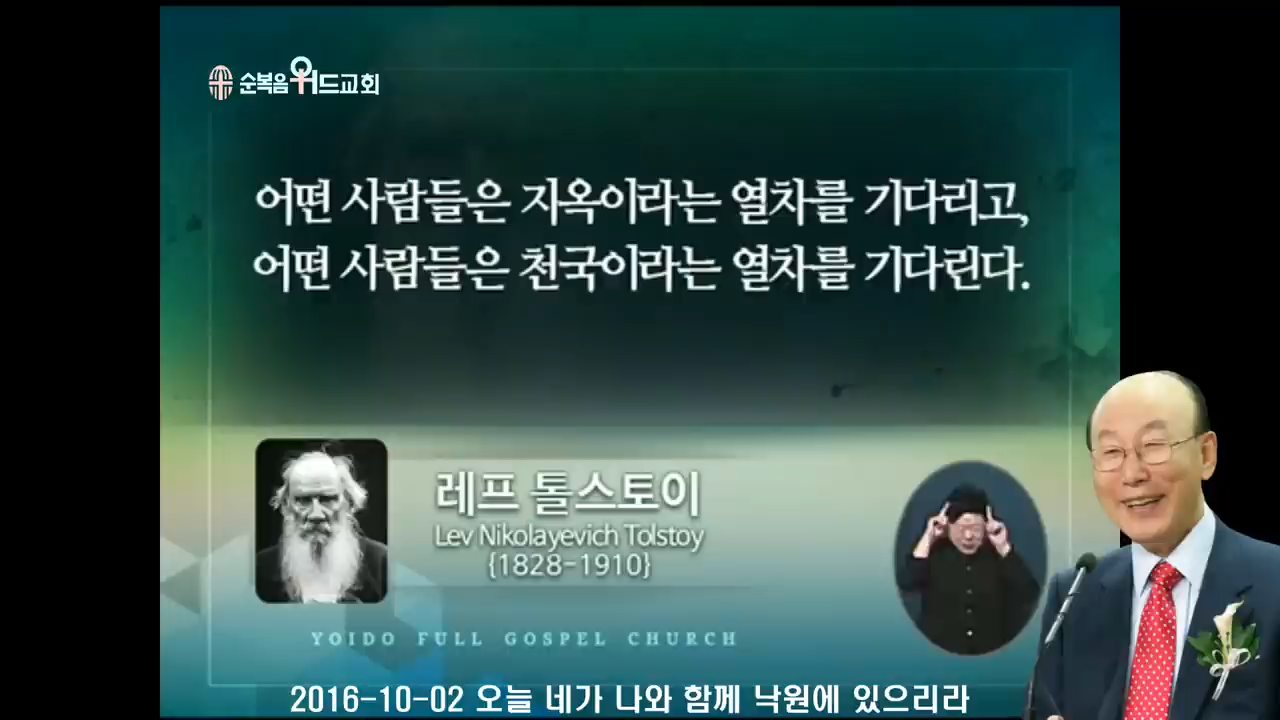 순복음워드교회
어떤 사람들은 지옥이라는 열차를 기다리고,
어떤 사람들은 천국이라는 열차를 기다린다.
레프 톨스토이
Lev Nikolayevich Tolstoy
{1828-1910}
YOIDO FULL GOSPEL CHURCH
2016-10-02 오늘 네가 나와 함께 낙원에 있으리라